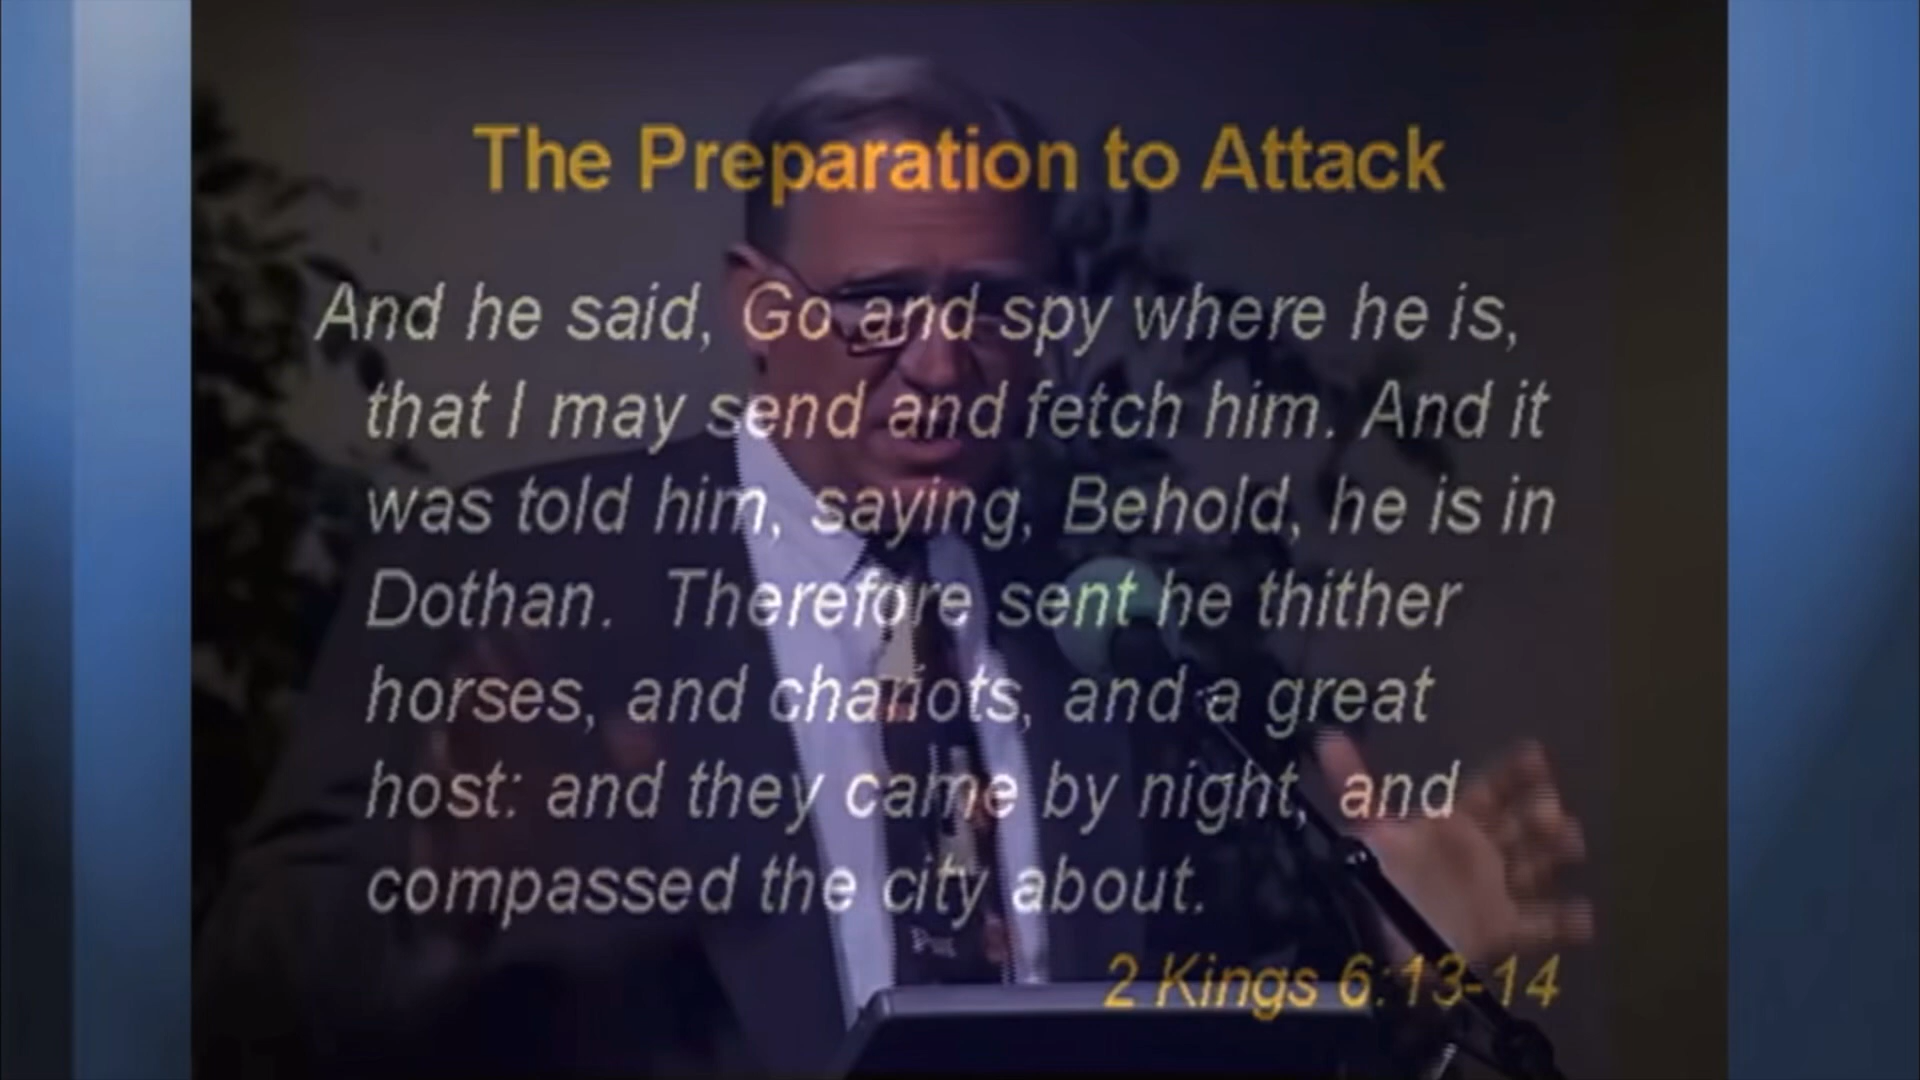 The Preparation to Attack
And he said, Go and spy where he is,
that I may send and fetch him. And it
was told him, saying, Behold, he is in
Dothan.  Therefore sent he thither
horses, and chariots, and a great
host: and they came by night, and
compassed the city about.
2 Kings 6:13-14